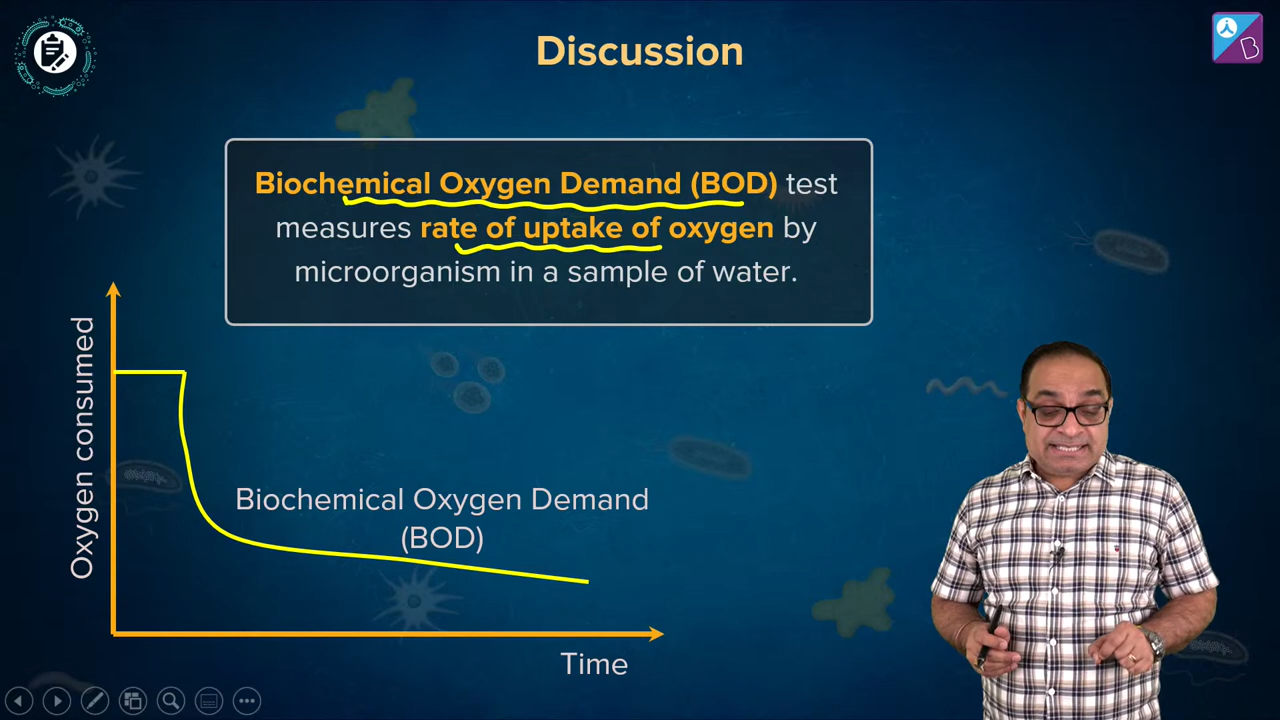 Discussion
Biochemical Oxygen Demand (BOD) test
measures rate of uptake of oxygen by
microorganism in a sample of water.
Oxygen consumed
Biochemical Oxygen Demand
(BOD)
Time
B